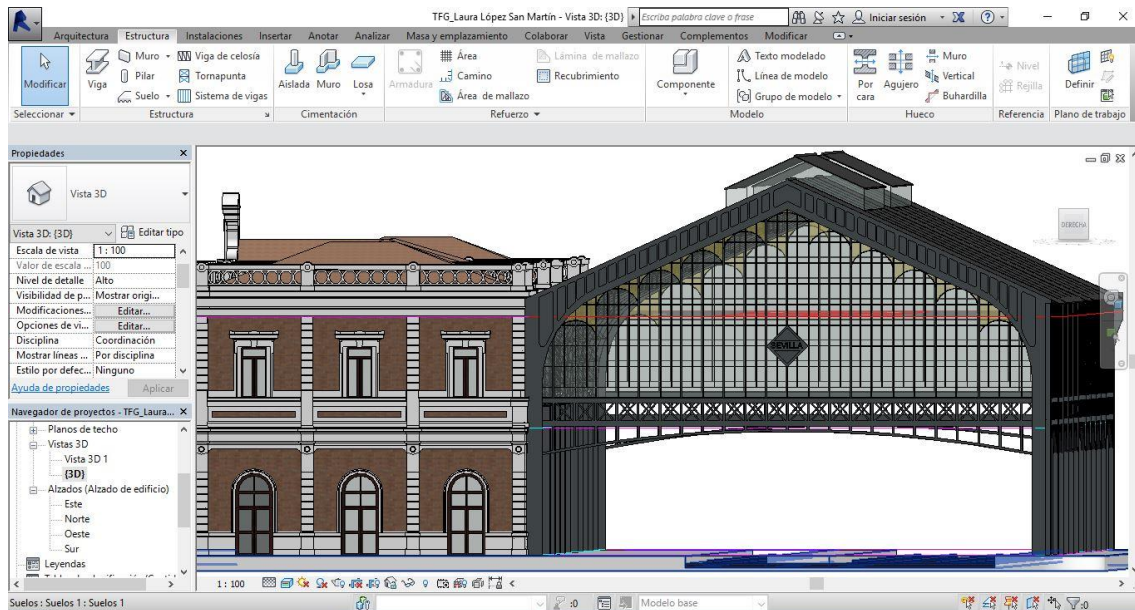 TFG_Laura López San Martín - Vista 3D: {3D}
Escriba palabra clave o frase
Iniciar sesión
Arquitectura Estructura Instalaciones Insertar Anotar Analizar Masa y emplazamiento Colaborar Vista Gestionar Complementos Modificar
Modificar
Viga
Muro
Pilar
Suelo
Viga de celosía
Tornapunta
Sistema de vigas
Aislada
Muro
Losa
Armadura
Área
Camino
Área de mallazo
Lámina de mallazo
Recubrimiento
Componente
Texto modelado
Línea de modelo
Grupo de modelo
Por cara
Agujero
Muro
Vertical
Buhardilla
Nivel
Rejilla
Definir
Seleccionar Estructura Cimentación Refuerzo Modelo Hueco Referencia Plano de trabajo
Propiedades
Vista 3D
Vista 3D: {3D} Editar tipo
Escala de vista 1 : 100
Valor de escala ... 100
Nivel de detalle Alto
Visibilidad de p... Mostrar origi...
Modificaciones... Editar...
Opciones de vi... Editar...
Disciplina Coordinación
Mostrar líneas ... Por disciplina
Estilo por defec... Ninguno
Ayuda de propiedades Aplicar
Navegador de proyectos - TFG_Laura...
Planos de techo
Vistas 3D
Vista 3D 1
{3D}
Alzados (Alzado de edificio)
Este
Norte
Oeste
Sur
Leyendas
DERECHA
SEVILLA
1 : 100
Suelos : Suelos 1 : Suelos 1
:0
Modelo base
:0